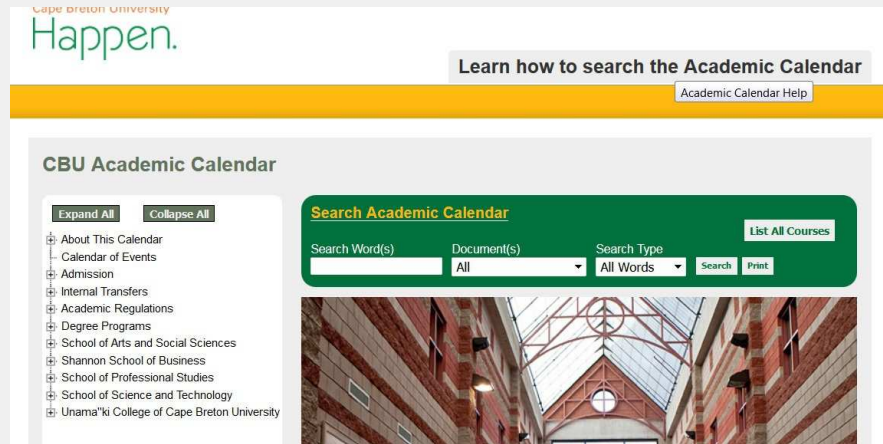 Cape Breton University
Happen.
Learn how to search the Academic Calendar
Academic Calendar Help
CBU Academic Calendar
Expand All Collapse All
About This Calendar
Calendar of Events
Admission
Internal Transfers
Academic Regulations
Degree Programs
School of Arts and Social Sciences
Shannon School of Business
School of Professional Studies
School of Science and Technology
Unama"ki College of Cape Breton University
Search Academic Calendar
List All Courses
Search Word(s) Document(s) Search Type
All All Words Search Print